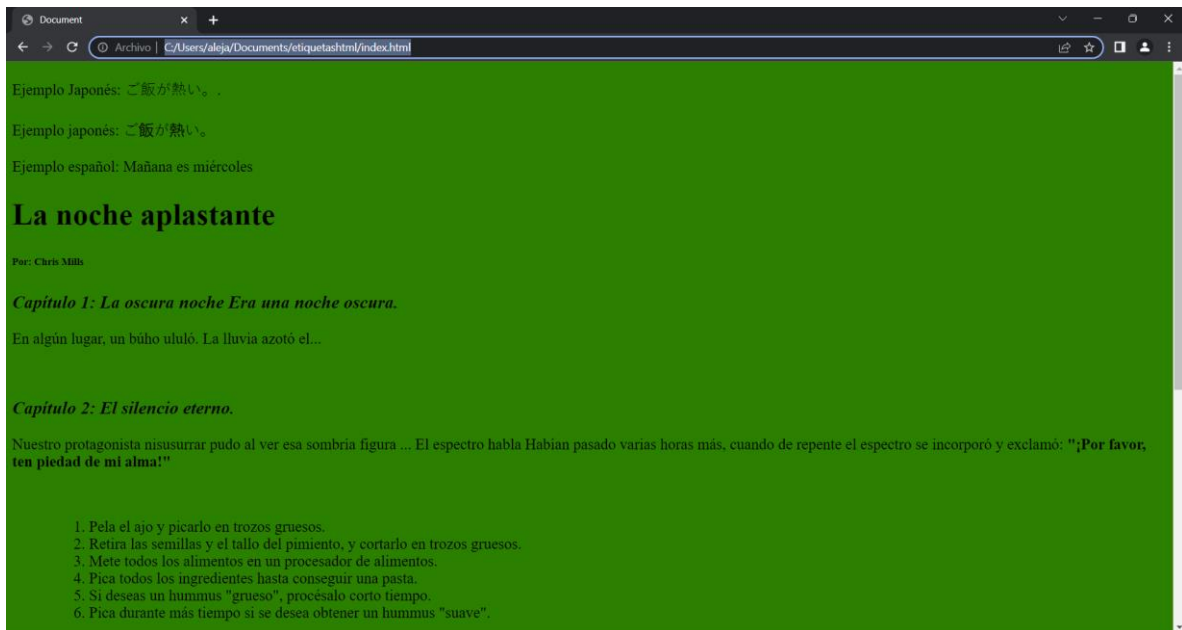 Document
Archivo | C:/Users/aleja/Documents/etiquetashtml/index.html
Ejemplo Japonés: ご飯が熱い。.
Ejemplo japonés: ご飯が熱い。
Ejemplo español: Mañana es miércoles
La noche aplastante
Por: Chris Mills
Capítulo 1: La oscura noche Era una noche oscura.
En algún lugar, un búho ululó. La lluvia azotó el...
Capítulo 2: El silencio eterno.
Nuestro protagonista nisusurrar pudo al ver esa sombria figura ... El espectro habla Habian pasado varias horas más, cuando de repente el espectro se incorporó y exclamó: "¡Por favor,
ten piedad de mi alma!"
1. Pela el ajo y picarlo en trozos gruesos.
2. Retira las semillas y el tallo del pimiento, y cortarlo en trozos gruesos.
3. Mete todos los alimentos en un procesador de alimentos.
4. Pica todos los ingredientes hasta conseguir una pasta.
5. Si deseas un hummus "grueso", procésalo corto tiempo.
6. Pica durante más tiempo si se desea obtener un hummus "suave".